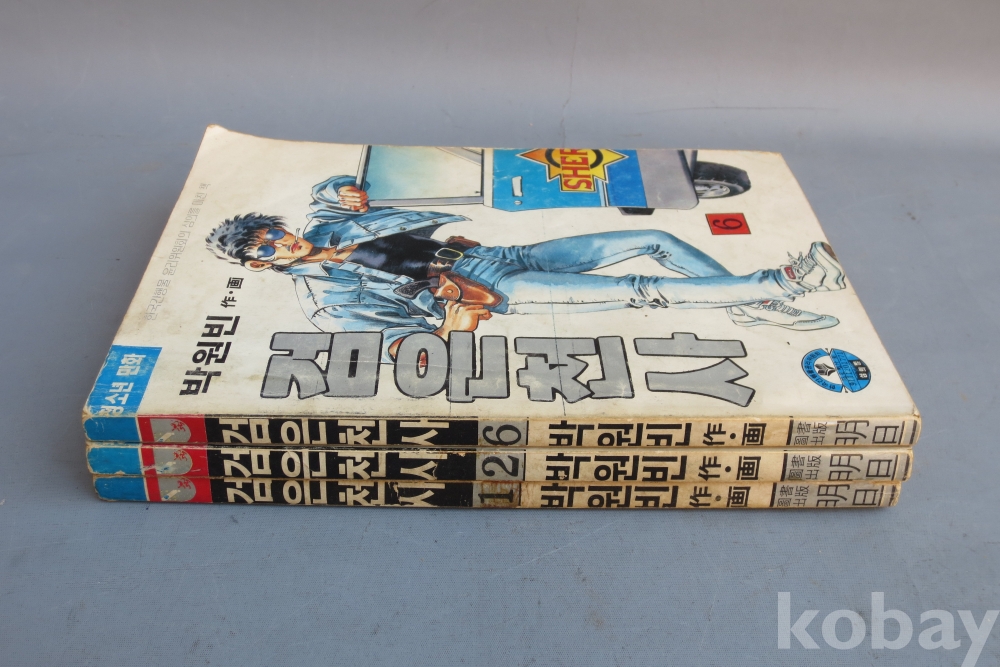 SHER
6
박원빈 作·画
검은천사
청소년 만화
검은천사 6 박원빈 作·画 圖書出版 明日
검은천사 2 박원빈 作·画 圖書出版 明日
검은천사 1 박원빈 作·画 圖書出版 明日
kobay